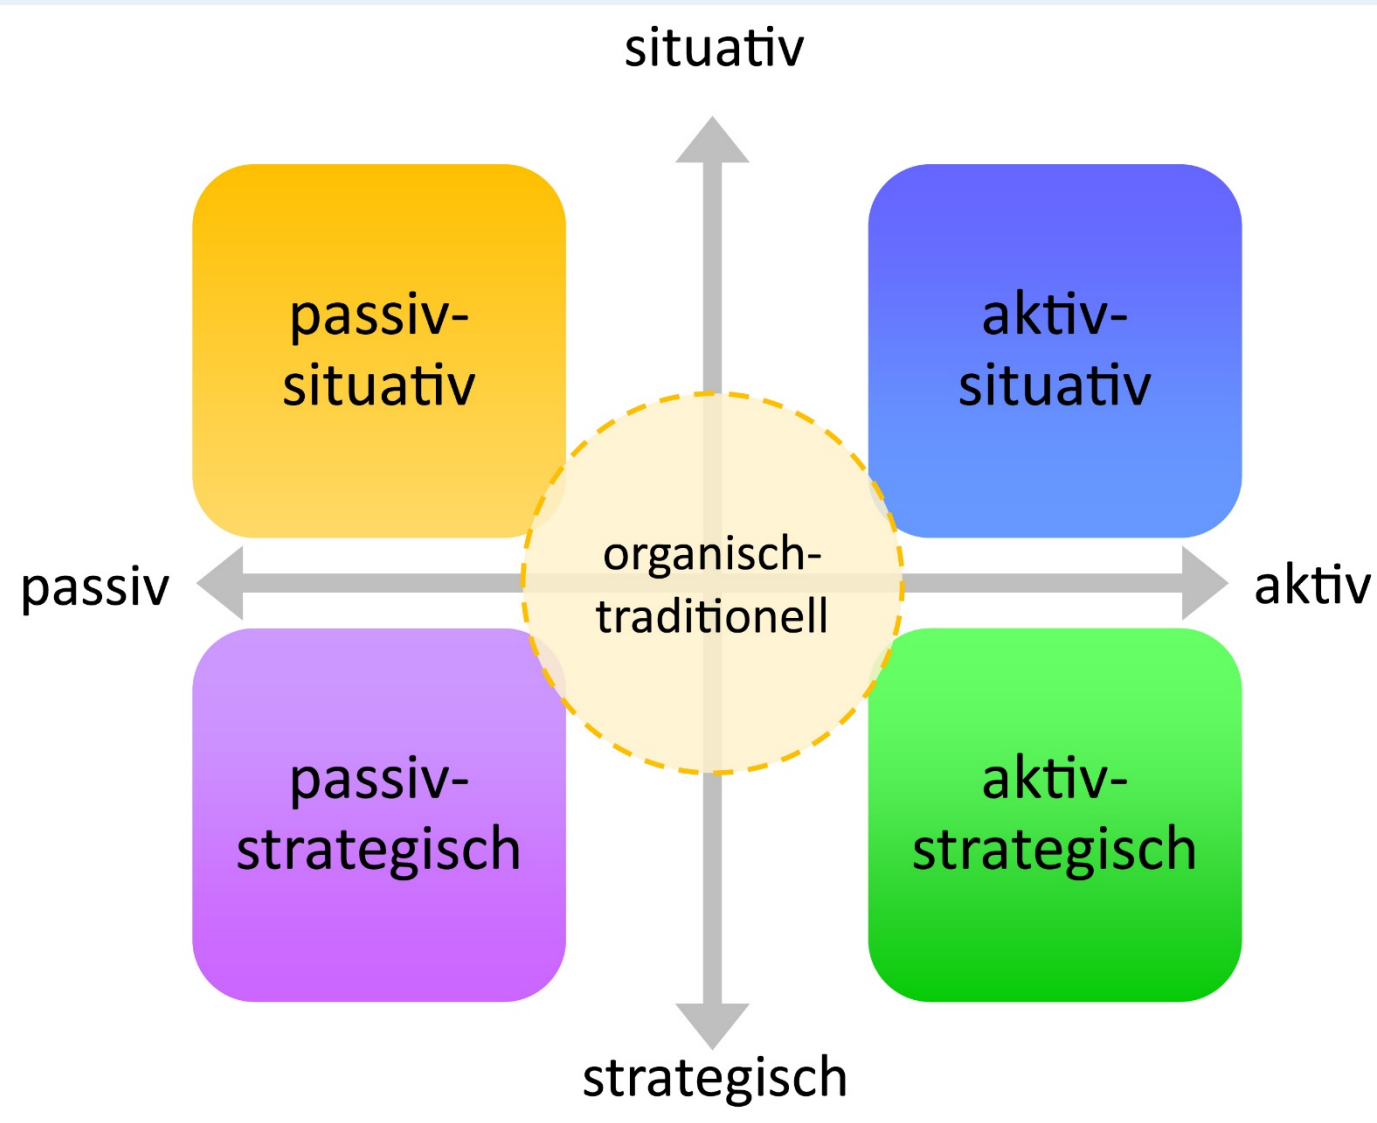 situativ
passiv-
situativ
aktiv-
situativ
organisch-
traditionell
passiv
aktiv
passiv-
strategisch
aktiv-
strategisch
strategisch